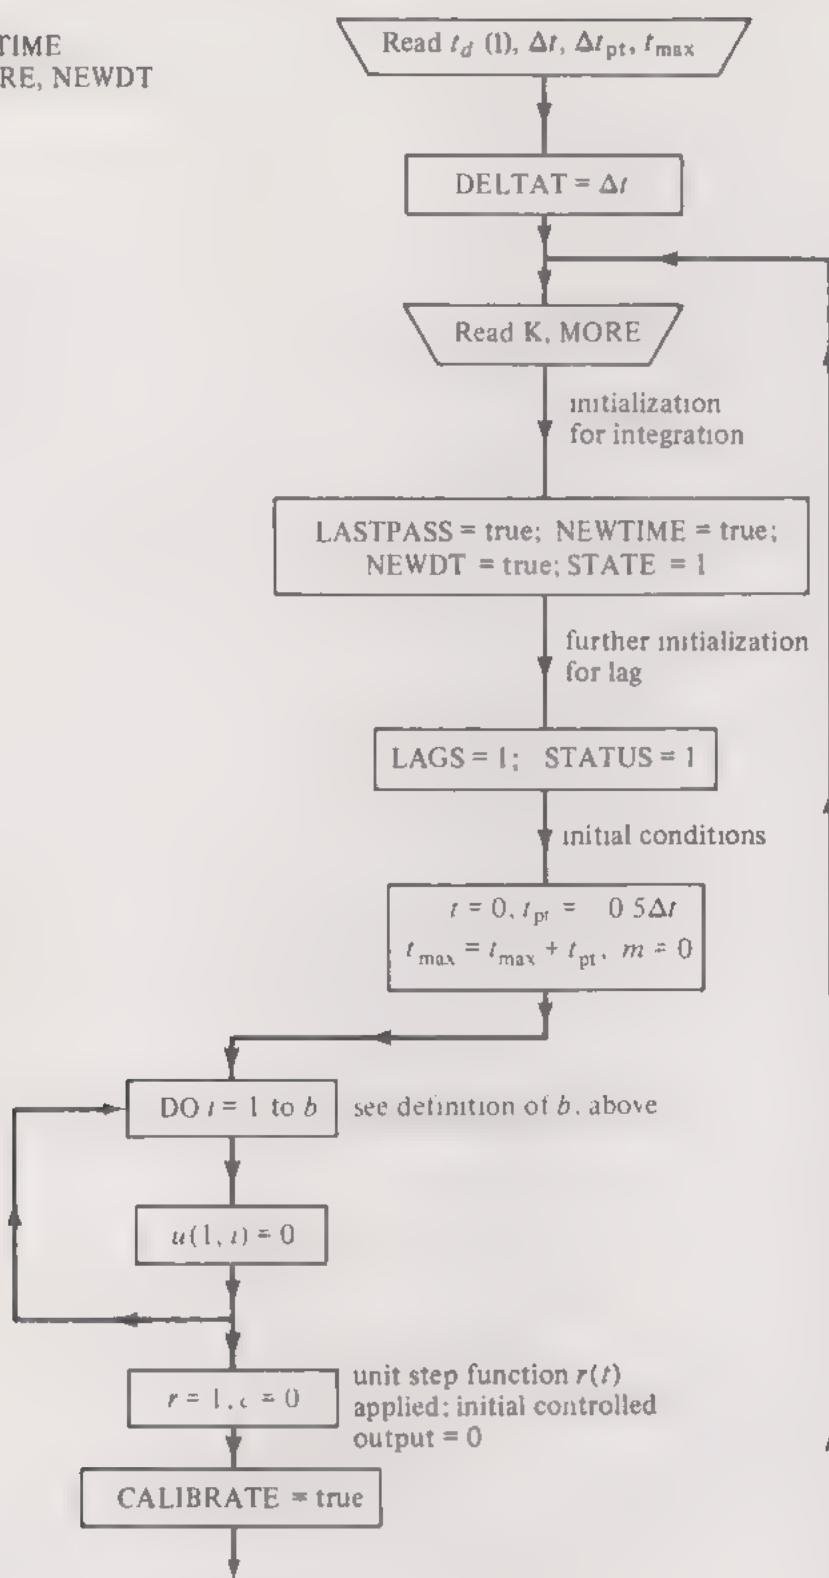 TIME
RE, NEWDT
Read t_d (1), Δt, Δt_pt, t_max
DELTAT = Δt
Read K, MORE
initialization
for integration
LASTPASS = true; NEWTIME = true;
NEWDT = true; STATE = 1
further initialization
for lag
LAGS = 1; STATUS = 1
initial conditions
t = 0, t_pt = 0 5Δt
t_max = t_max + t_pt, m = 0
DO i = 1 to b
see definition of b, above
u(1, i) = 0
r = 1, c = 0
unit step function r(t)
applied; initial controlled
output = 0
CALIBRATE = true